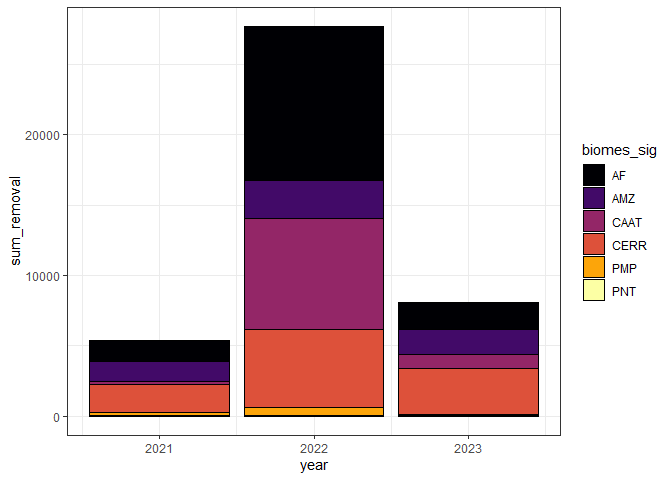 sum_removal
20000
10000
0
2021
2022
2023
year
biomes_sig
AF
AMZ
CAAT
CERR
PMP
PNT